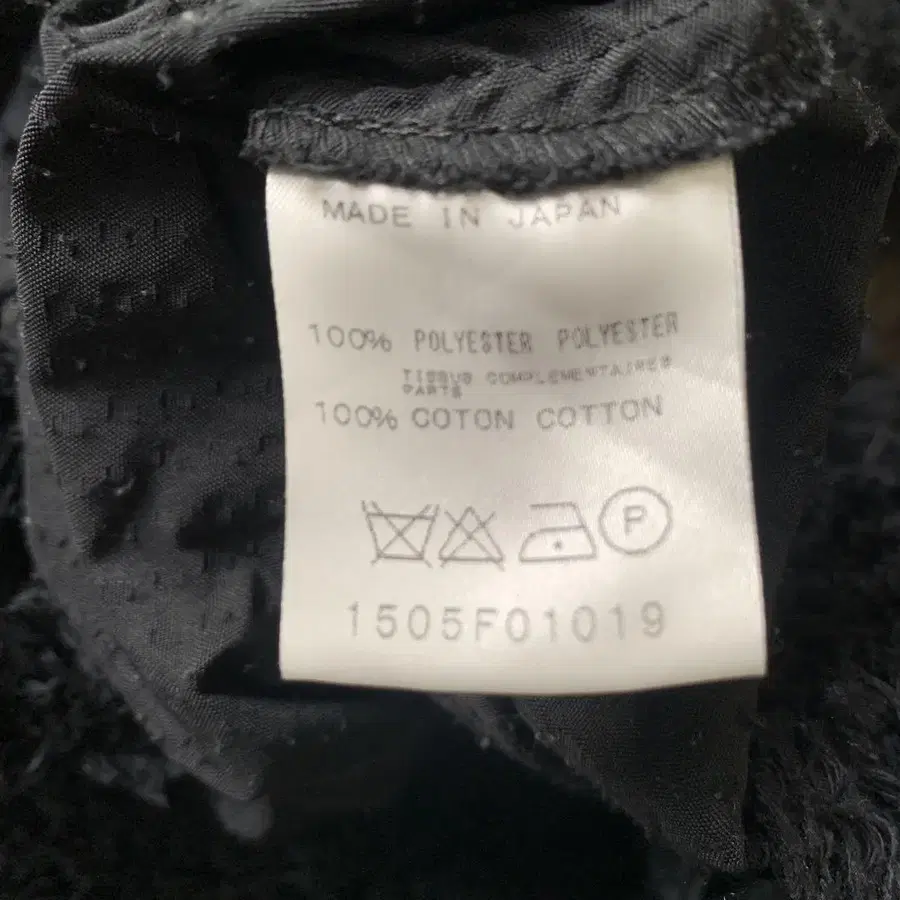 MADE IN JAPAN
100% POLYESTER POLYESTER
TISSUS COMPLEMENTAIRES
PARTS
100% COTON COTTON
P
1505F01019